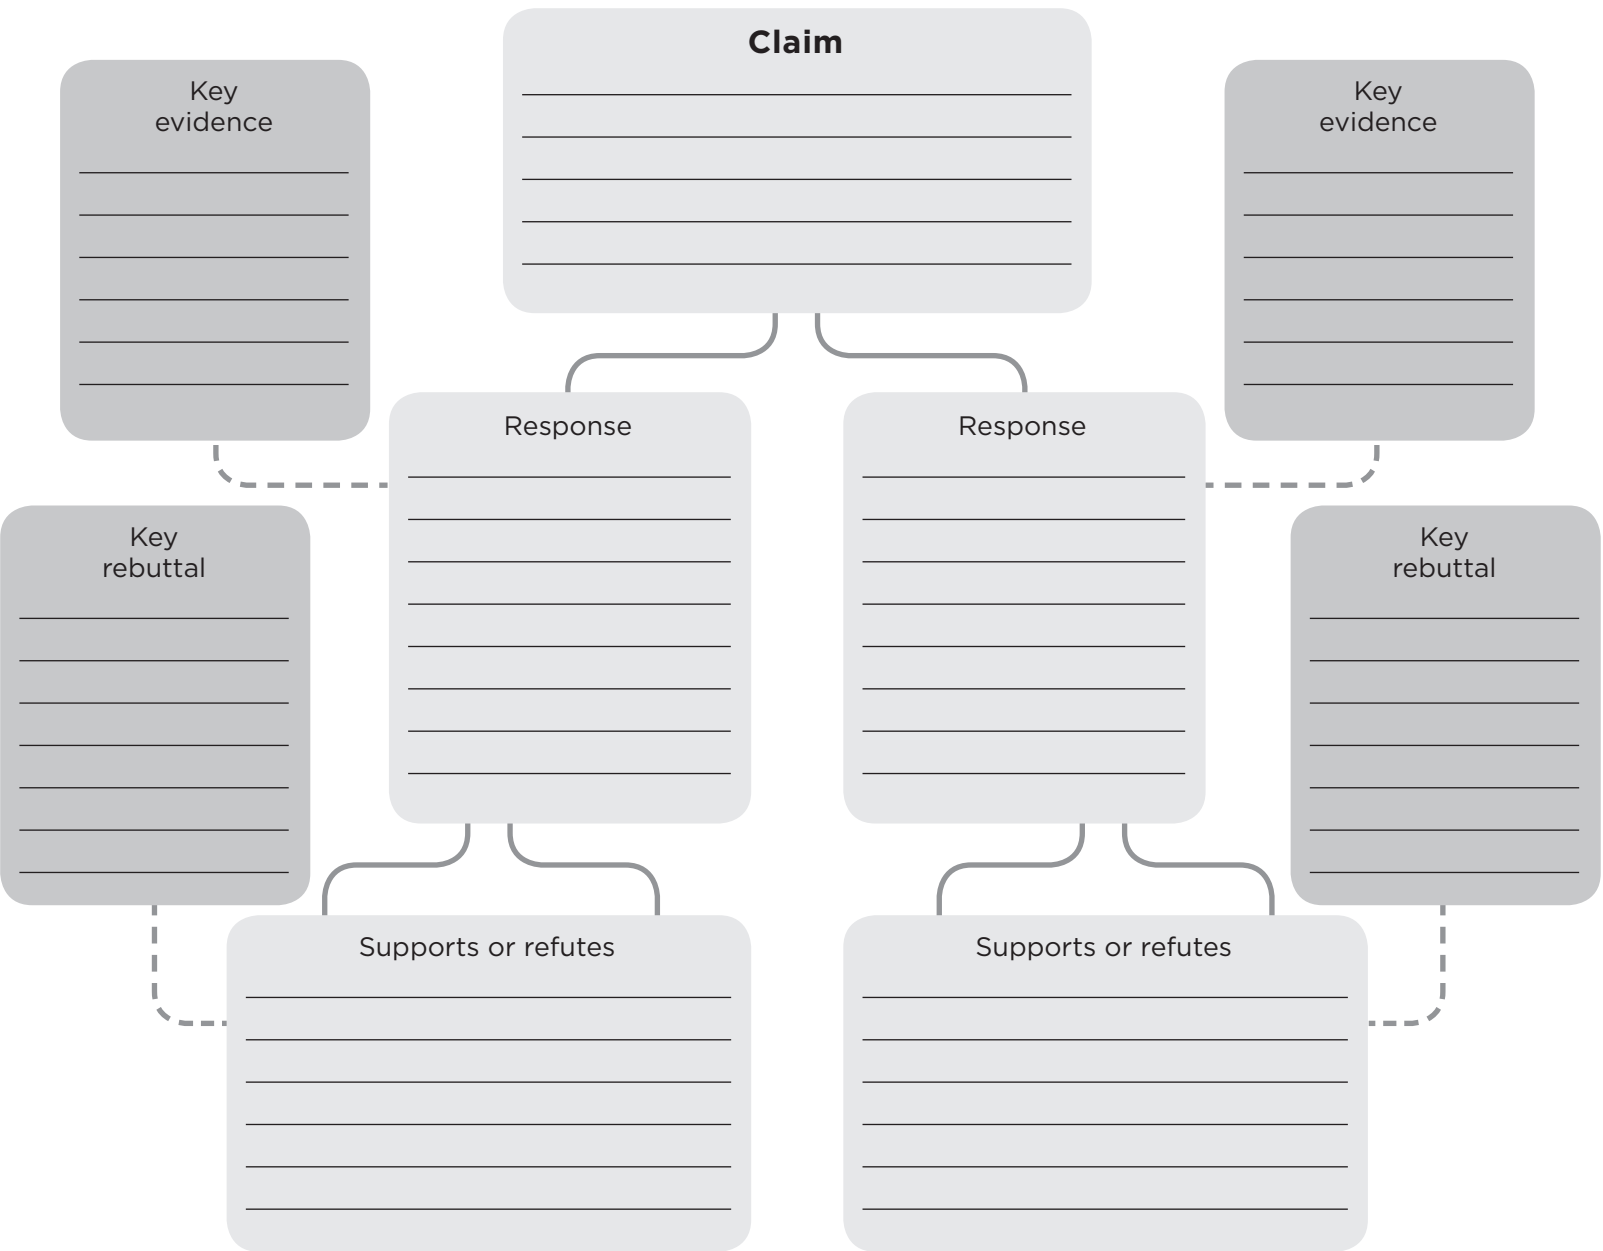 Claim
Key
evidence
Key
evidence
Response
Response
Key
rebuttal
Key
rebuttal
Supports or refutes
Supports or refutes